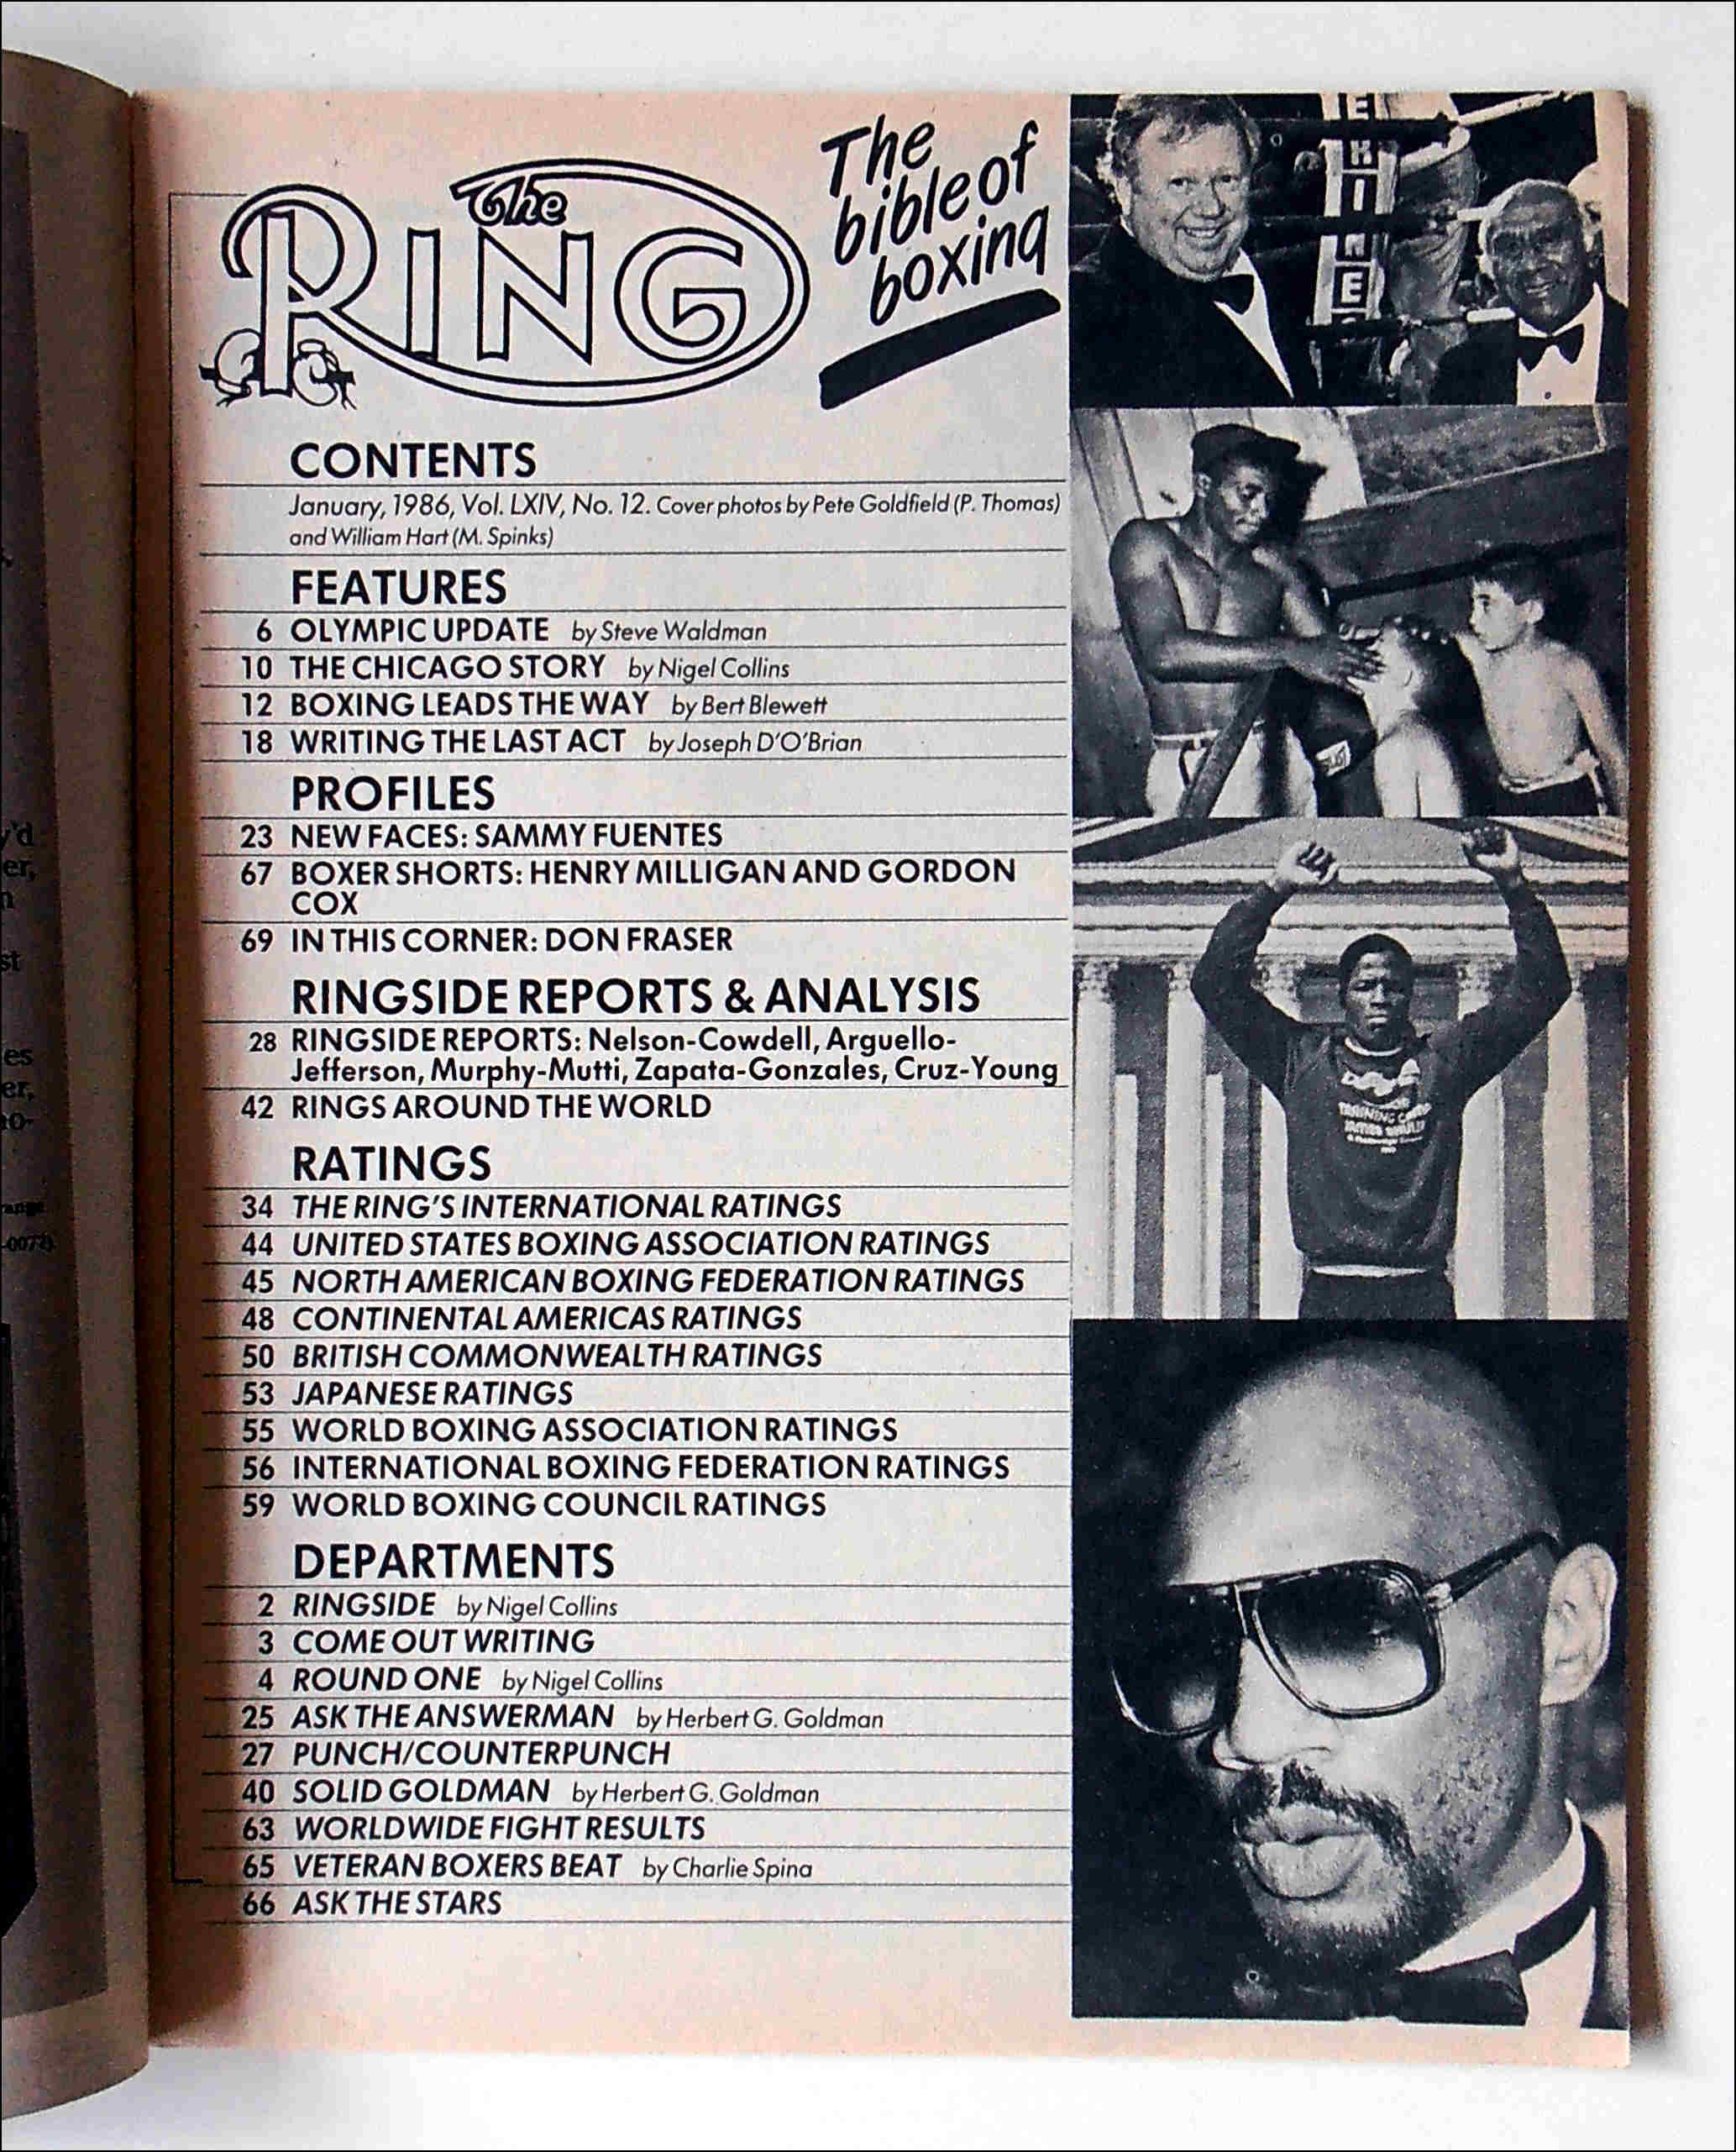 The
RING
The
bible of
boxing
CONTENTS
January, 1986, Vol. LXIV, No. 12. Cover photos by Pete Goldfield (P. Thomas)
and William Hart (M. Spinks)
FEATURES
6 OLYMPIC UPDATE by Steve Waldman
10 THE CHICAGO STORY by Nigel Collins
12 BOXING LEADS THE WAY by Bert Blewett
18 WRITING THE LAST ACT by Joseph D'O'Brian
PROFILES
23 NEW FACES: SAMMY FUENTES
67 BOXER SHORTS: HENRY MILLIGAN AND GORDON
COX
69 IN THIS CORNER: DON FRASER
RINGSIDE REPORTS & ANALYSIS
28 RINGSIDE REPORTS: Nelson-Cowdell, Arguello-
Jefferson, Murphy-Mutti, Zapata-Gonzales, Cruz-Young
42 RINGS AROUND THE WORLD
RATINGS
34 THE RING'S INTERNATIONAL RATINGS
44 UNITED STATES BOXING ASSOCIATION RATINGS
45 NORTH AMERICAN BOXING FEDERATION RATINGS
48 CONTINENTAL AMERICAS RATINGS
50 BRITISH COMMONWEALTH RATINGS
53 JAPANESE RATINGS
55 WORLD BOXING ASSOCIATION RATINGS
56 INTERNATIONAL BOXING FEDERATION RATINGS
59 WORLD BOXING COUNCIL RATINGS
DEPARTMENTS
2 RINGSIDE by Nigel Collins
3 COME OUT WRITING
4 ROUND ONE by Nigel Collins
25 ASK THE ANSWERMAN by Herbert G. Goldman
27 PUNCH/COUNTERPUNCH
40 SOLID GOLDMAN by Herbert G. Goldman
63 WORLDWIDE FIGHT RESULTS
65 VETERAN BOXERS BEAT by Charlie Spina
66 ASK THE STARS
TRAINING CAMP